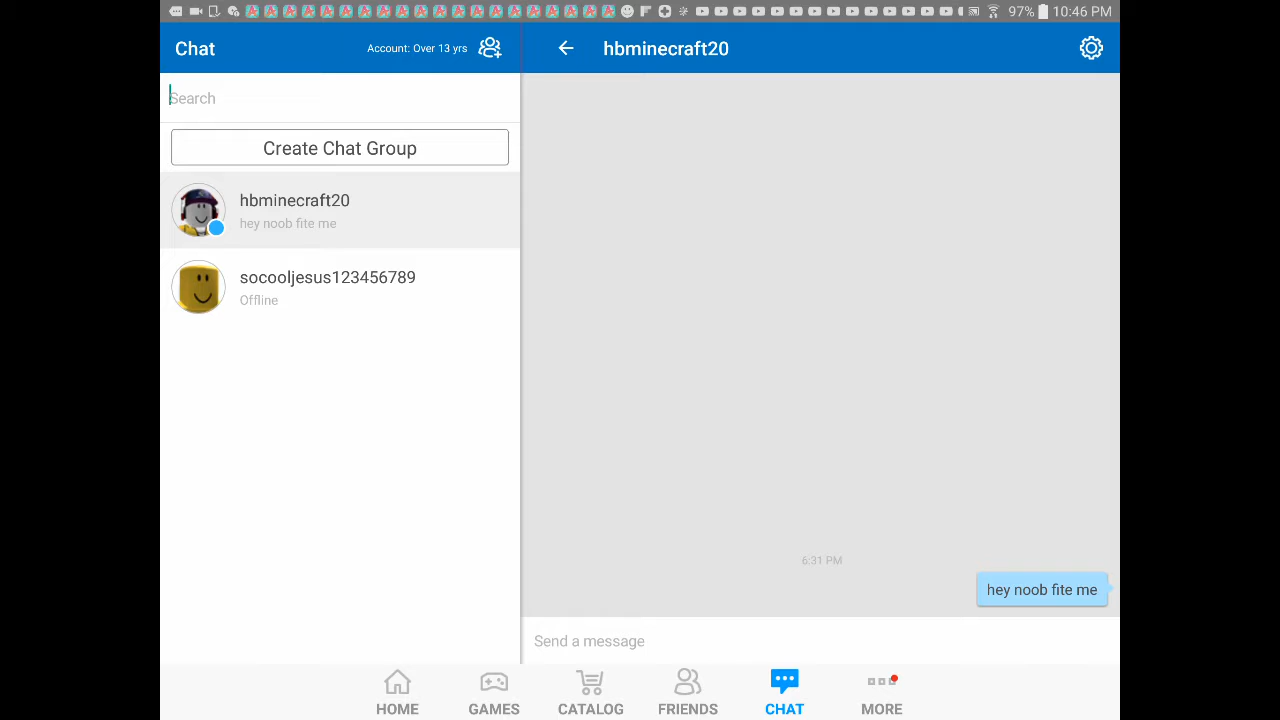 97% 10:46 PM
Chat
Account: Over 13 yrs
hbminecraft20
Search
Create Chat Group
hbminecraft20
hey noob fite me
socooljesus123456789
Offline
6:31 PM
hey noob fite me
Send a message
HOME
GAMES
CATALOG
FRIENDS
CHAT
MORE